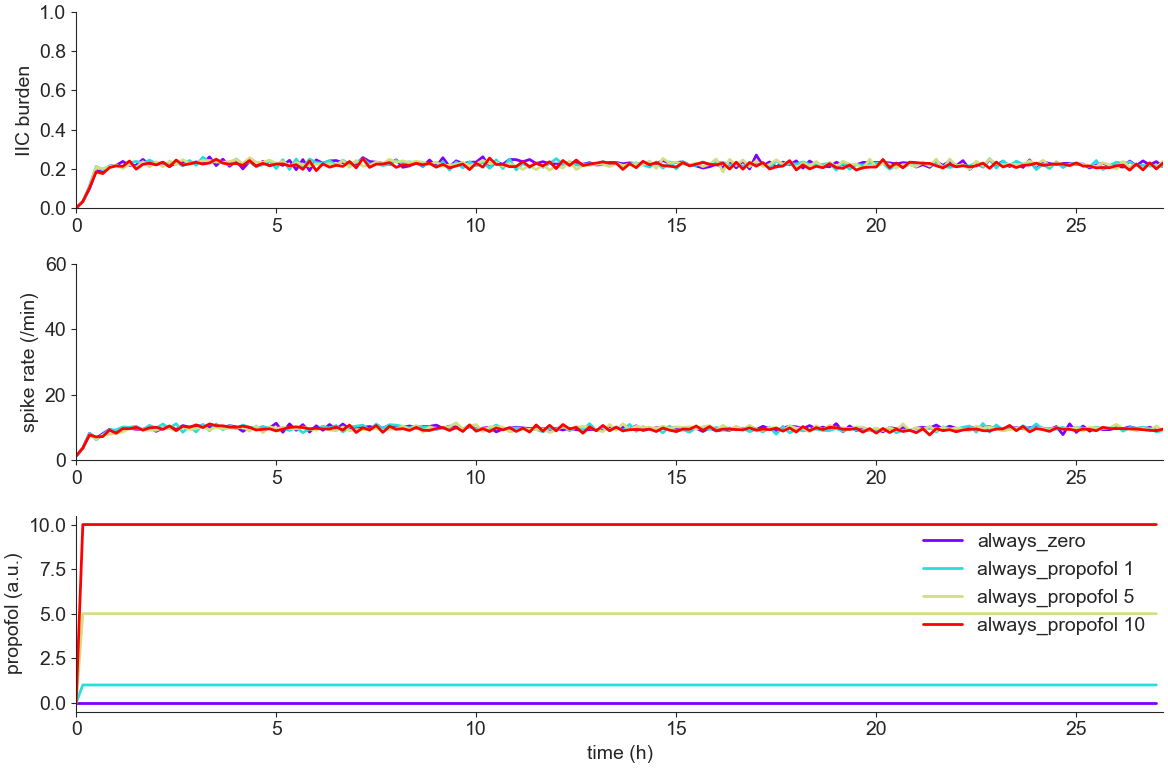 IIC burden
1.0
0.8
0.6
0.4
0.2
0.0
0 5 10 15 20 25
spike rate (/min)
60
40
20
0
0 5 10 15 20 25
propofol (a.u.)
10.0
7.5
5.0
2.5
0.0
always_zero
always_propofol 1
always_propofol 5
always_propofol 10
0 5 10 15 20 25
time (h)